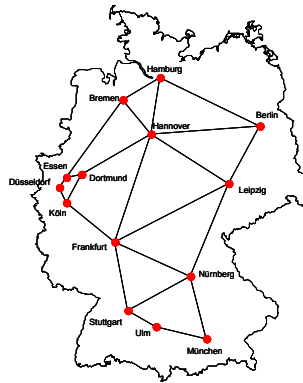 Hamburg
Bremen
Berlin
Hannover
Essen
Dortmund
Düsseldorf
Leipzig
Köln
Frankfurt
Nürnberg
Stuttgart
Ulm
München